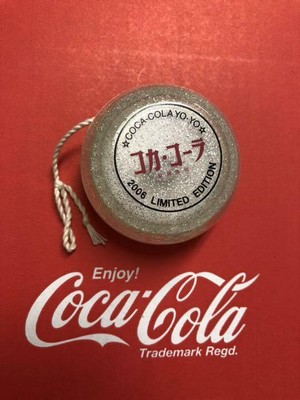 ☆COCA-COLA YO-YO☆
コカ・コーラ
2006 LIMITED EDITION
Enjoy!
Coca-Cola
Trademark Regd.